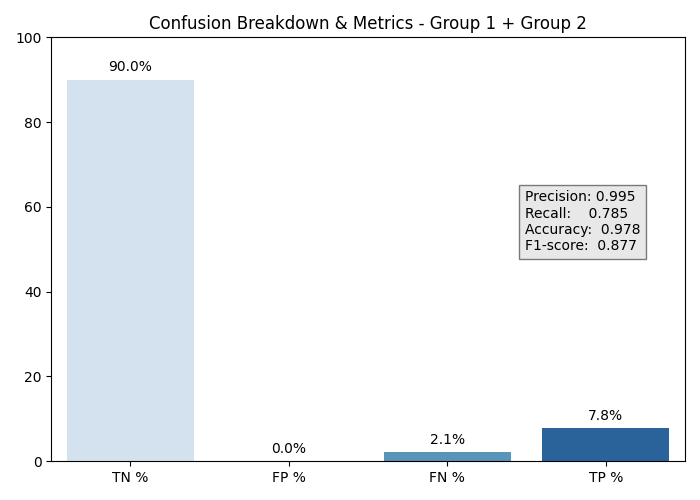 Confusion Breakdown & Metrics - Group 1 + Group 2
100
80
60
40
20
0
90.0%
0.0%
2.1%
7.8%
Precision: 0.995
Recall: 0.785
Accuracy: 0.978
F1-score: 0.877
TN % FP % FN % TP %